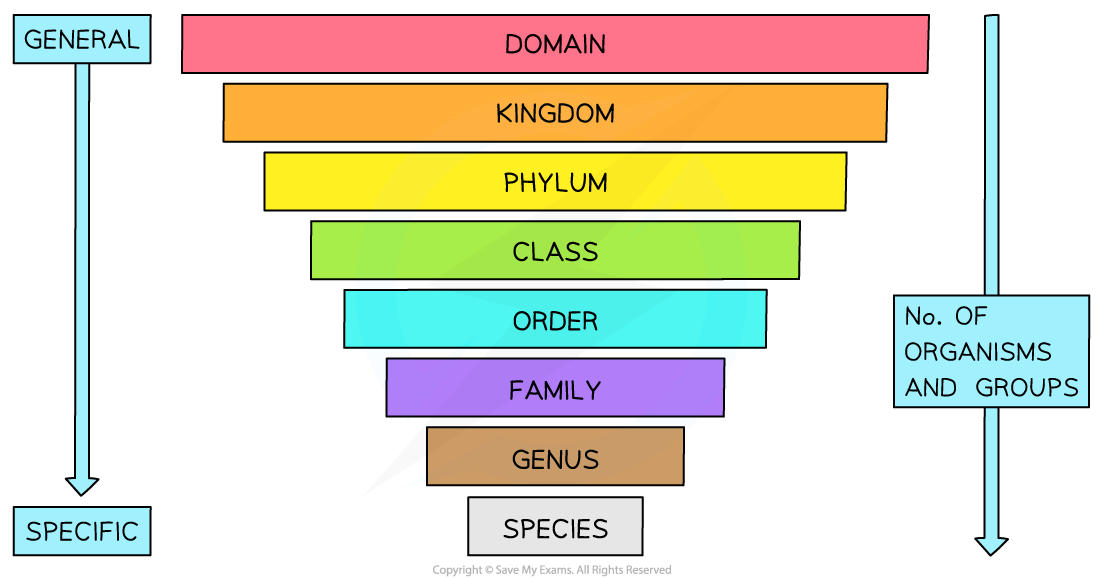 GENERAL
DOMAIN
KINGDOM
PHYLUM
CLASS
ORDER
FAMILY
GENUS
SPECIES
SPECIFIC
No. OF
ORGANISMS
AND GROUPS
Copyright © Save My Exams. All Rights Reserved